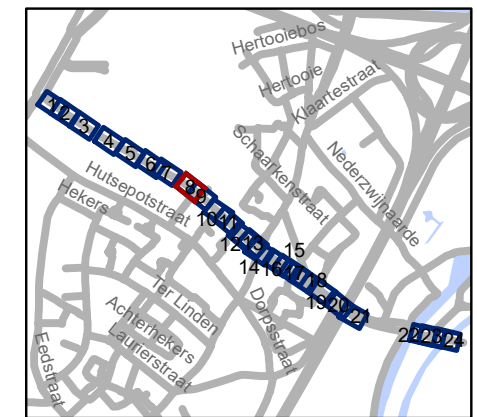 Hertooiebos
Hertooie
Klaartestraat
Schaarkenstraat
Nederzwijnaarde
Hutsepotstraat
Hekers
Ter Linden
Achterhekers
Laurierstraat
Eedstraat
Dorpsstraat
1
2
3
4
5
6
7
8
9
10
11
12
13
14
15
16
17
18
19
20
21
22
23
24